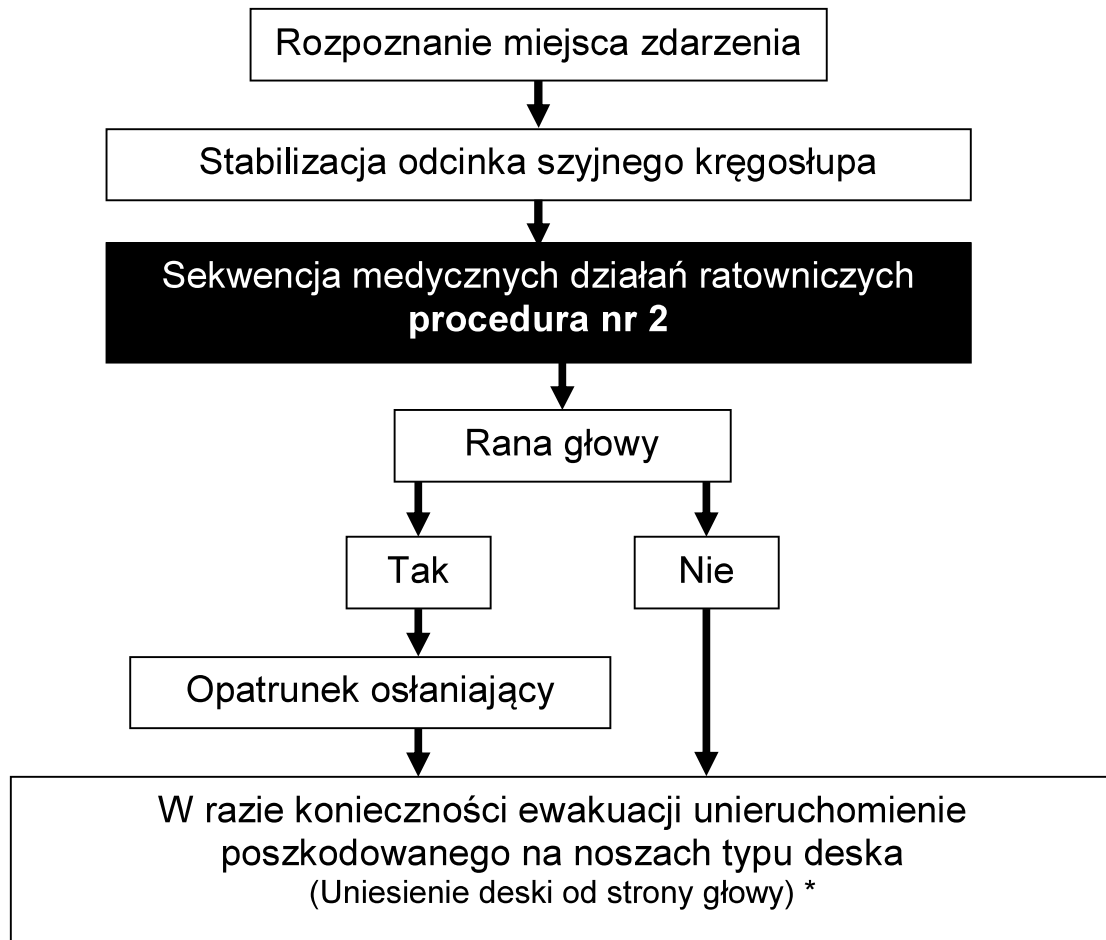 Rozpoznanie miejsca zdarzenia
Stabilizacja odcinka szyjnego kręgosłupa
Sekwencja medycznych działań ratowniczych
procedura nr 2
Rana głowy
Tak
Nie
Opatrunek osłaniający
W razie konieczności ewakuacji unieruchomienie
poszkodowanego na noszach typu deska
(Uniesienie deski od strony głowy) *